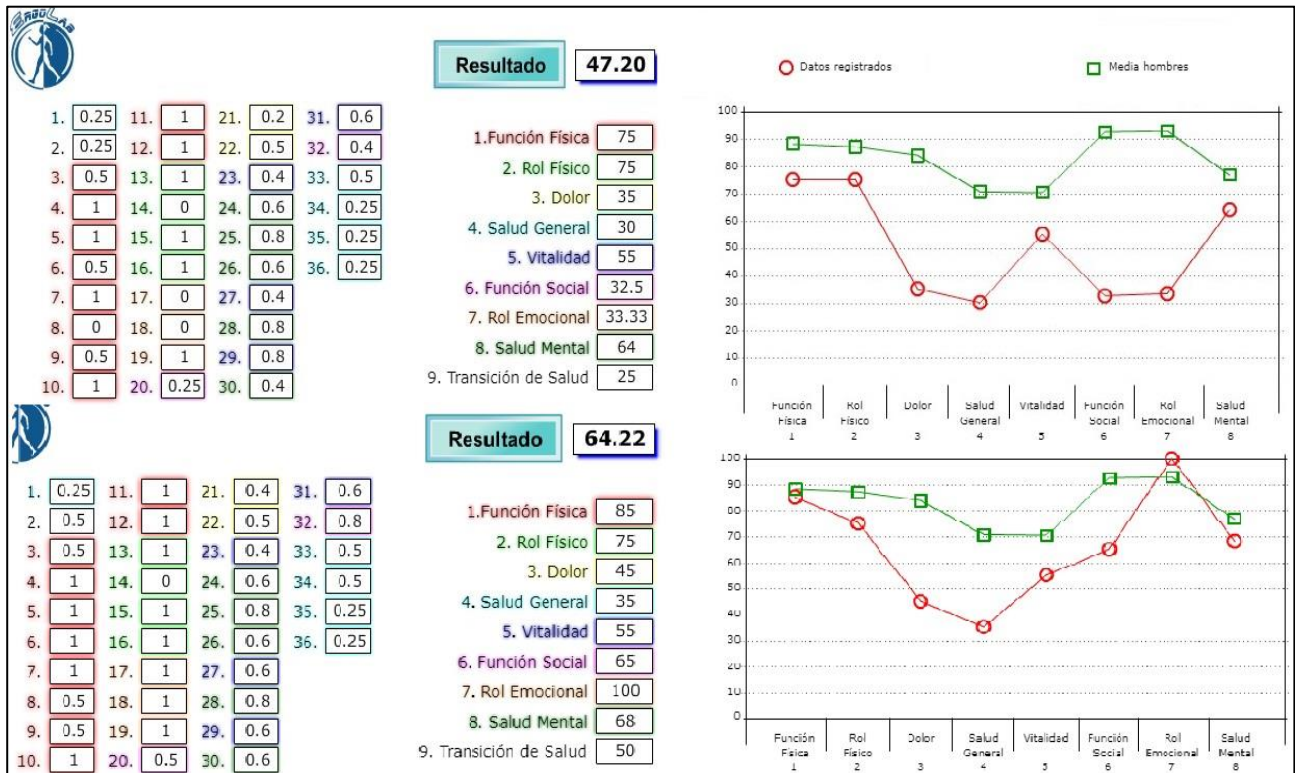 ERGOLAB
Resultado 47.20
Datos registrados
Media hombres
1. 0.25 11. 1 21. 0.2 31. 0.6
2. 0.25 12. 1 22. 0.5 32. 0.4
3. 0.5 13. 1 23. 0.4 33. 0.5
4. 1 14. 0 24. 0.6 34. 0.25
5. 1 15. 1 25. 0.8 35. 0.25
6. 0.5 16. 1 26. 0.6 36. 0.25
7. 1 17. 0 27. 0.4
8. 0 18. 0 28. 0.8
9. 0.5 19. 1 29. 0.8
10. 1 20. 0.25 30. 0.4
1.Función Física 75
2. Rol Físico 75
3. Dolor 35
4. Salud General 30
5. Vitalidad 55
6. Función Social 32.5
7. Rol Emocional 33.33
8. Salud Mental 64
9. Transición de Salud 25
100
90
80
70
60
50
40
30
20
10
0
Función Rol Dolor Salud Vitalidad Función Rol Salud
Física Físico General Social Emocional Mental
1 2 3 4 5 6 7 8
Resultado 64.22
1. 0.25 11. 1 21. 0.4 31. 0.6
2. 0.5 12. 1 22. 0.5 32. 0.8
3. 0.5 13. 1 23. 0.4 33. 0.5
4. 1 14. 0 24. 0.6 34. 0.5
5. 1 15. 1 25. 0.8 35. 0.25
6. 1 16. 1 26. 0.6 36. 0.25
7. 1 17. 1 27. 0.6
8. 0.5 18. 1 28. 0.8
9. 0.5 19. 1 29. 0.6
10. 1 20. 0.5 30. 0.6
1.Función Física 85
2. Rol Físico 75
3. Dolor 45
4. Salud General 35
5. Vitalidad 55
6. Función Social 65
7. Rol Emocional 100
8. Salud Mental 68
9. Transición de Salud 50
100
90
80
70
60
50
40
30
20
10
0
Función Rol Dolor Salud Vitalidad Función Rol Salud
Física Físico General Social Emocional Mental
1 2 3 4 5 6 7 8